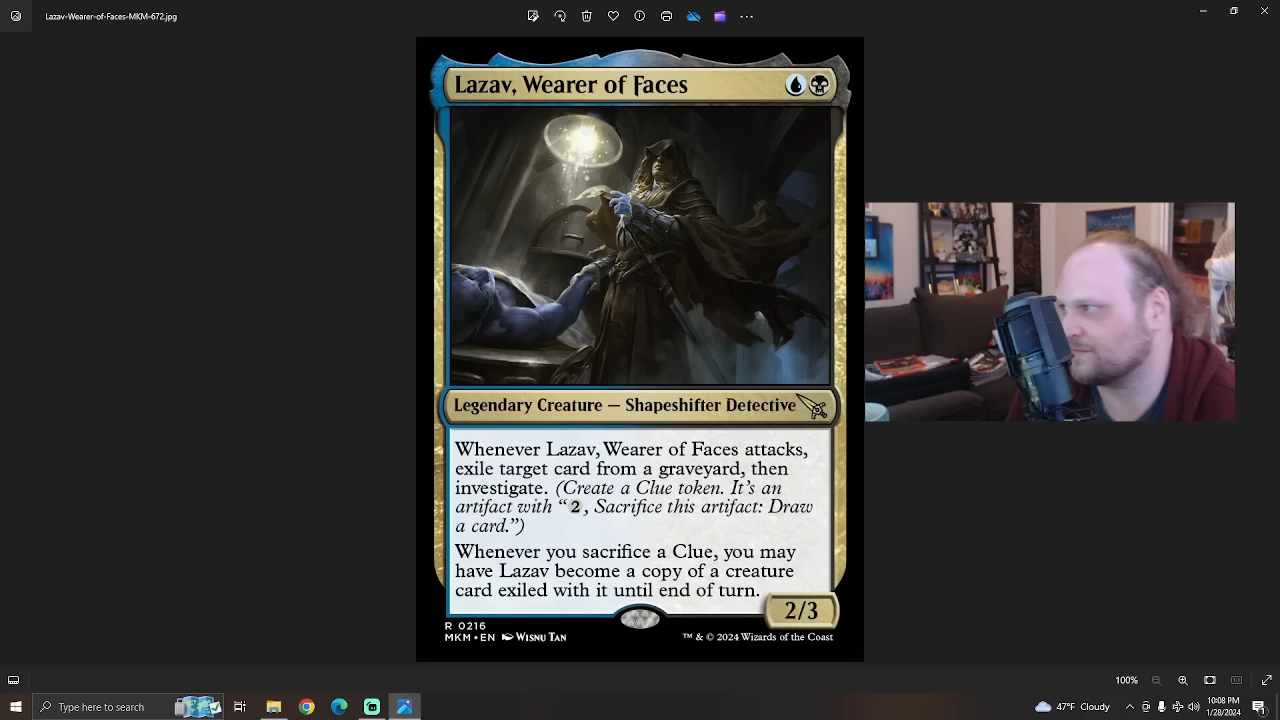 Lazav-Wearer-of-Faces-MKM-672.jpg
Lazav, Wearer of Faces
Legendary Creature — Shapeshifter Detective
Whenever Lazav, Wearer of Faces attacks,
exile target card from a graveyard, then
investigate. (Create a Clue token. It's an
artifact with “2, Sacrifice this artifact: Draw
a card.”)
Whenever you sacrifice a Clue, you may
have Lazav become a copy of a creature
card exiled with it until end of turn.
2/3
R 0216
MKM • EN Wisnu Tan
™ & © 2024 Wizards of the Coast
100%
Type here to search
47°F Cloudy
10:08 PM
1/28/2024